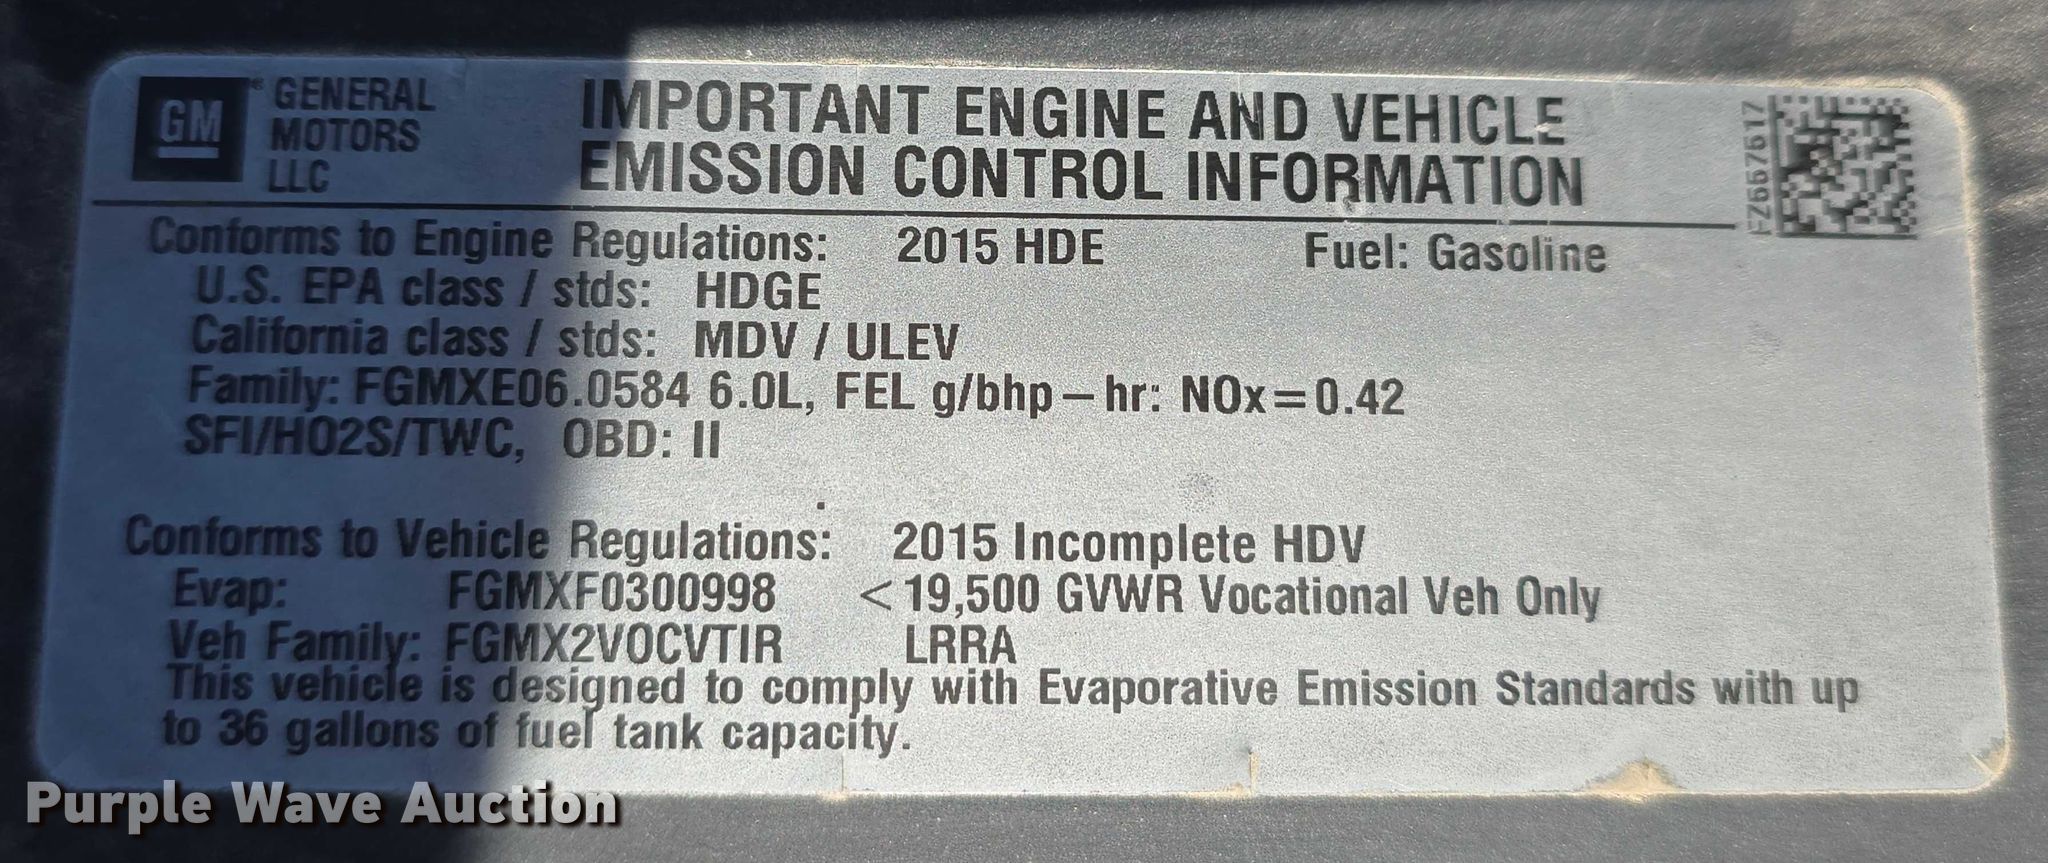 GM
GENERAL
MOTORS
LLC
IMPORTANT ENGINE AND VEHICLE
EMISSION CONTROL INFORMATION
FZ667617
Conforms to Engine Regulations: 2015 HDE Fuel: Gasoline
U.S. EPA class / stds: HDGE
California class / stds: MDV / ULEV
Family: FGMXE06.0584 6.0L, FEL g/bhp – hr: NOx = 0.42
SFI/HO2S/TWC, OBD: II
Conforms to Vehicle Regulations: 2015 Incomplete HDV
Evap: FGMXF0300998 < 19,500 GVWR Vocational Veh Only
Veh Family: FGMX2VOCVTIR LRRA
This vehicle is designed to comply with Evaporative Emission Standards with up
to 36 gallons of fuel tank capacity.
Purple Wave Auction